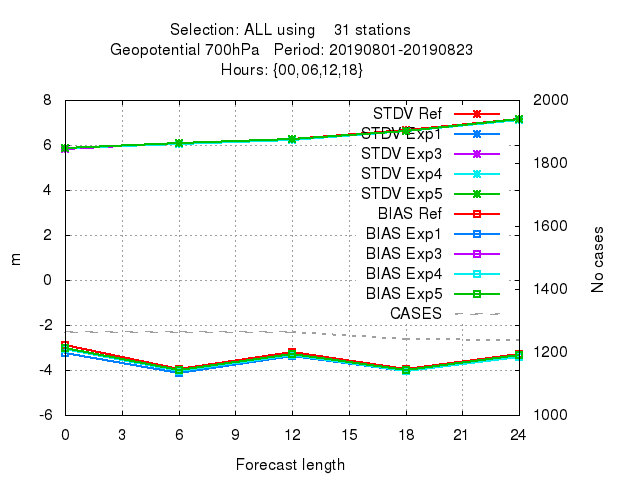 Selection: ALL using    31 stations
Geopotential 700hPa   Period: 20190801-20190823
Hours: {00,06,12,18}
8
6
4
2
0
-2
-4
-6
m
2000
1800
1600
1400
1200
1000
No cases
STDV Ref
STDV Exp1
STDV Exp3
STDV Exp4
STDV Exp5
BIAS Ref
BIAS Exp1
BIAS Exp3
BIAS Exp4
BIAS Exp5
CASES
0 3 6 9 12 15 18 21 24
Forecast length